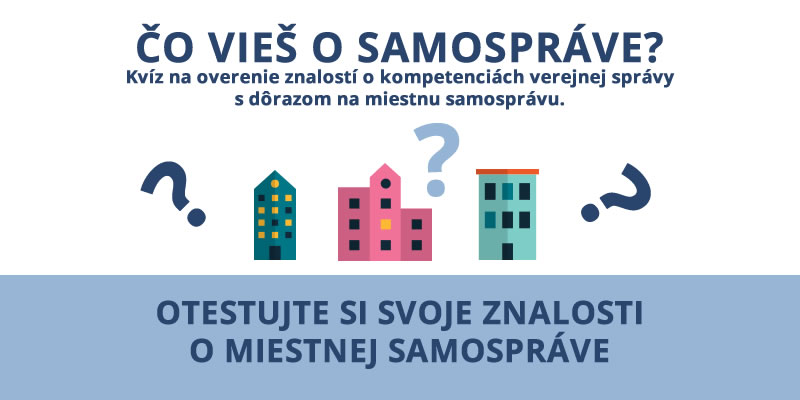 ČO VIEŠ O SAMOSPRÁVE?
Kvíz na overenie znalostí o kompetenciách verejnej správy
s dôrazom na miestnu samosprávu.
?
? ?
OTESTUJTE SI SVOJE ZNALOSTI
O MIESTNEJ SAMOSPRÁVE